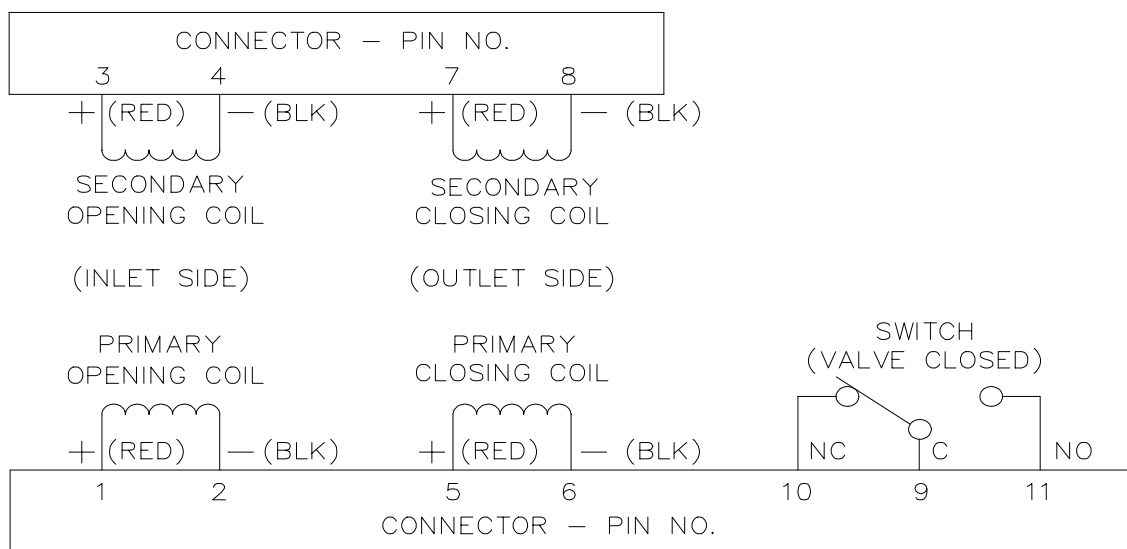 CONNECTOR – PIN NO.
3 4 7 8
+ (RED) – (BLK) + (RED) – (BLK)
SECONDARY
OPENING COIL
SECONDARY
CLOSING COIL
(INLET SIDE) (OUTLET SIDE)
PRIMARY
OPENING COIL
PRIMARY
CLOSING COIL
SWITCH
(VALVE CLOSED)
+ (RED) – (BLK) + (RED) – (BLK) NC C NO
1 2 5 6 10 9 11
CONNECTOR – PIN NO.